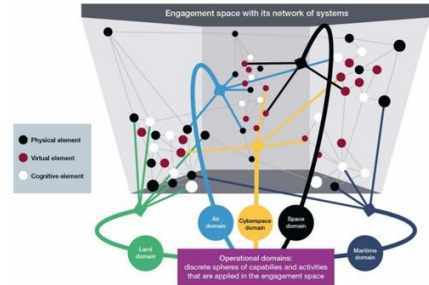 Engagement space with its network of systems
Physical element
Virtual element
Cognitive element
Land
domain
Air
domain
Cyberspace
domain
Space
domain
Maritime
domain
Operational domains:
discrete spheres of capabilies and activities
that are applied in the engagement space